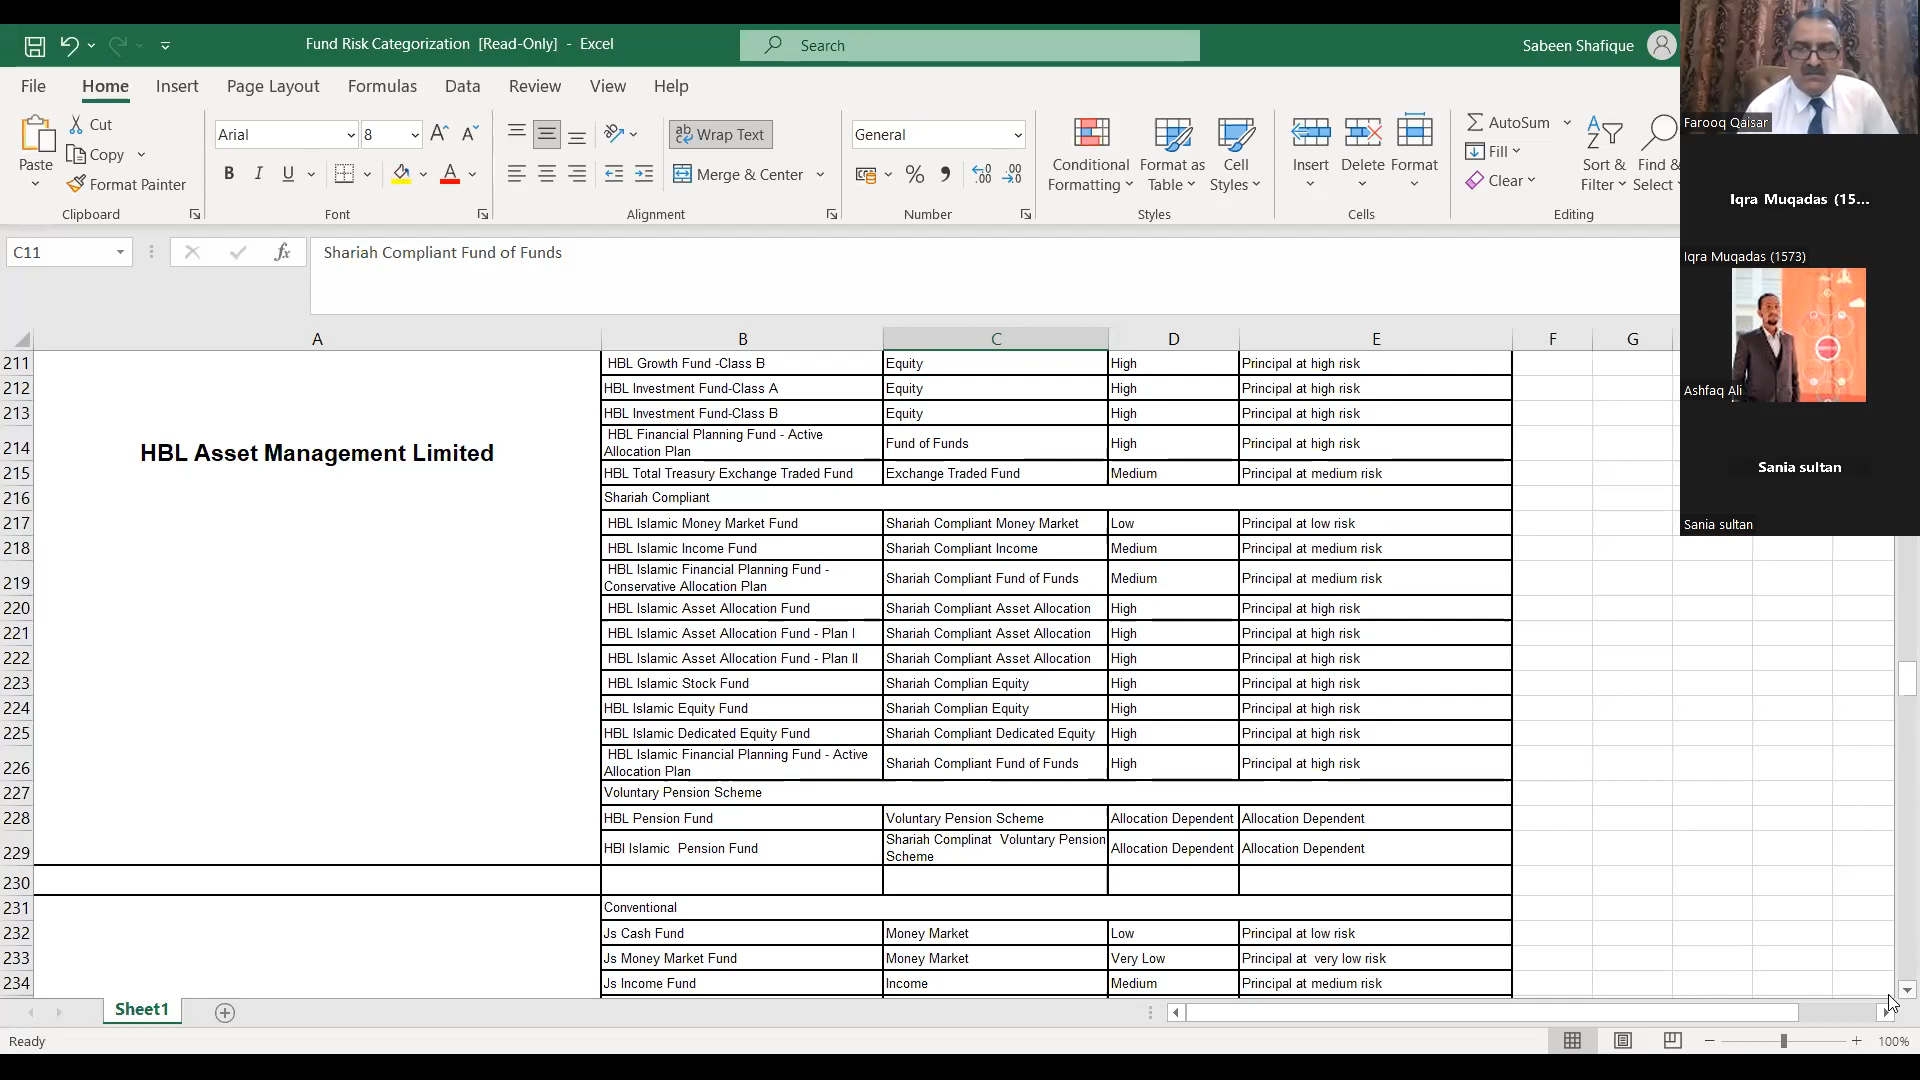 Fund Risk Categorization [Read-Only] - Excel
Search
Sabeen Shafique
File Home Insert Page Layout Formulas Data Review View Help
Paste
Cut
Copy
Format Painter
Clipboard
Arial 8
A^ A
B I U A
Font
ab Wrap Text
Merge & Center
Alignment
General
% 9 .00 .00
Number
Conditional Formatting
Format as Table
Cell Styles
Styles
Insert Delete Format
Cells
AutoSum
Fill
Clear
Sort & Filter
Find & Select
Editing
C11 fx Shariah Compliant Fund of Funds
A B C D E F G
HBL Asset Management Limited
211 HBL Growth Fund -Class B Equity High Principal at high risk
212 HBL Investment Fund-Class A Equity High Principal at high risk
213 HBL Investment Fund-Class B Equity High Principal at high risk
214 HBL Financial Planning Fund - Active Allocation Plan Fund of Funds High Principal at high risk
215 HBL Total Treasury Exchange Traded Fund Exchange Traded Fund Medium Principal at medium risk
216 Shariah Compliant
217 HBL Islamic Money Market Fund Shariah Compliant Money Market Low Principal at low risk
218 HBL Islamic Income Fund Shariah Compliant Income Medium Principal at medium risk
219 HBL Islamic Financial Planning Fund - Conservative Allocation Plan Shariah Compliant Fund of Funds Medium Principal at medium risk
220 HBL Islamic Asset Allocation Fund Shariah Compliant Asset Allocation High Principal at high risk
221 HBL Islamic Asset Allocation Fund - Plan I Shariah Compliant Asset Allocation High Principal at high risk
222 HBL Islamic Asset Allocation Fund - Plan II Shariah Compliant Asset Allocation High Principal at high risk
223 HBL Islamic Stock Fund Shariah Complian Equity High Principal at high risk
224 HBL Islamic Equity Fund Shariah Complian Equity High Principal at high risk
225 HBL Islamic Dedicated Equity Fund Shariah Compliant Dedicated Equity High Principal at high risk
226 HBL Islamic Financial Planning Fund - Active Allocation Plan Shariah Compliant Fund of Funds High Principal at high risk
227 Voluntary Pension Scheme
228 HBL Pension Fund Voluntary Pension Scheme Allocation Dependent Allocation Dependent
229 HBl Islamic Pension Fund Shariah Complinat Voluntary Pension Scheme Allocation Dependent Allocation Dependent
230
231 Conventional
232 Js Cash Fund Money Market Low Principal at low risk
233 Js Money Market Fund Money Market Very Low Principal at very low risk
234 Js Income Fund Income Medium Principal at medium risk
Sheet1
Ready
100%
Farooq Qaisar
Iqra Muqadas (15...
Iqra Muqadas (1573)
Ashfaq Ali
Sania sultan
Sania sultan